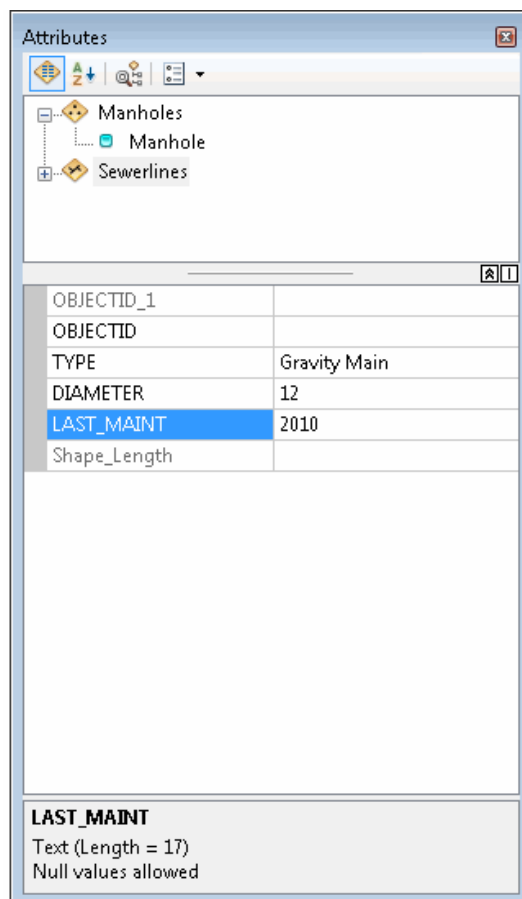 Attributes
Manholes
Manhole
Sewerlines
OBJECTID_1
OBJECTID
TYPE Gravity Main
DIAMETER 12
LAST_MAINT 2010
Shape_Length
LAST_MAINT
Text (Length = 17)
Null values allowed